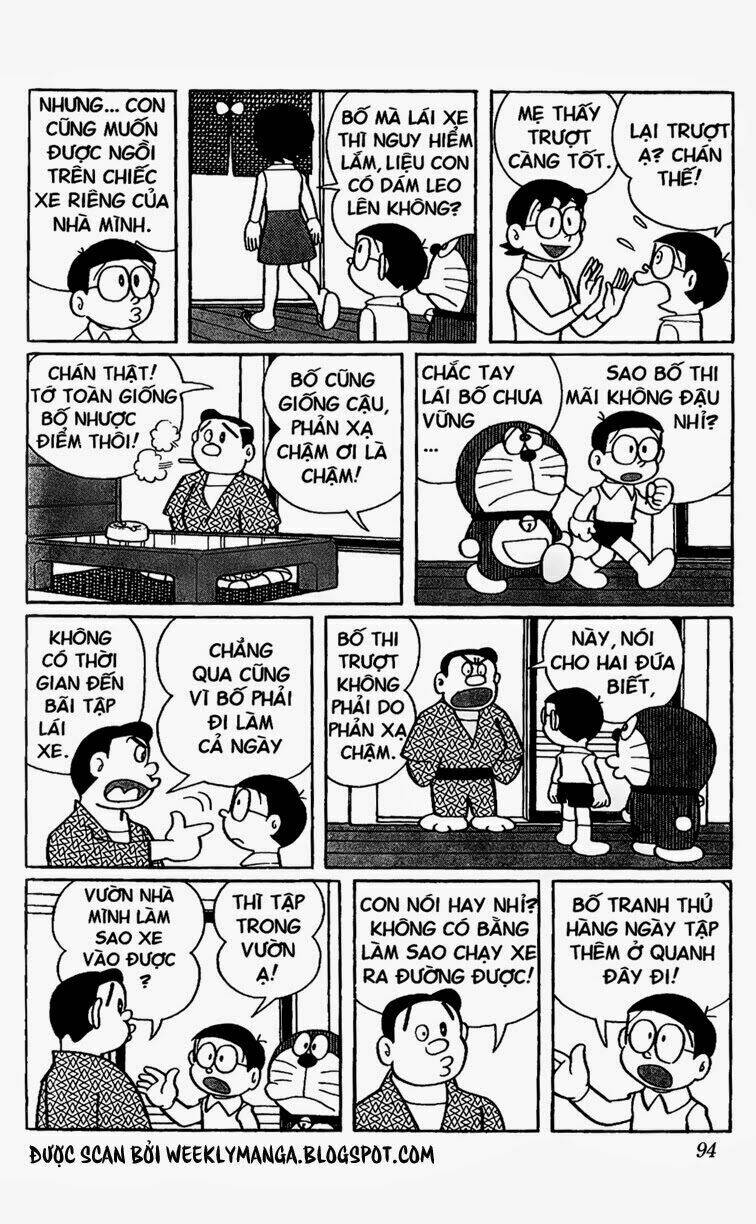 LẠI TRƯỢT
Ạ? CHÁN
THẾ!
MẸ THẤY
TRƯỢT
CÀNG TỐT.
BỐ MÀ LÁI XE
THÌ NGUY HIỂM
LẮM, LIỆU CON
CÓ DÁM LEO
LÊN KHÔNG?
NHƯNG... CON
CŨNG MUỐN
ĐƯỢC NGỒI
TRÊN CHIẾC
XE RIÊNG CỦA
NHÀ MÌNH.
SAO BỐ THI
MÃI KHÔNG ĐẬU
NHỈ?
CHẮC TAY
LÁI BỐ CHƯA
VỮNG
...
BỐ CŨNG
GIỐNG CẬU,
PHẢN XẠ
CHẬM ƠI LÀ
CHẬM!
CHÁN THẬT!
TỚ TOÀN GIỐNG
BỐ NHƯỢC
ĐIỂM THÔI!
NÀY, NÓI
CHO HAI ĐỨA
BIẾT,
BỐ THI
TRƯỢT
KHÔNG
PHẢI DO
PHẢN XẠ
CHẬM.
CHẲNG
QUA CŨNG
VÌ BỐ PHẢI
ĐI LÀM
CẢ NGÀY
KHÔNG
CÓ THỜI
GIAN ĐẾN
BÃI TẬP
LÁI
XE.
BỐ TRANH THỦ
HÀNG NGÀY TẬP
THÊM Ở QUANH
ĐÂY ĐI!
CON NÓI HAY NHỈ?
KHÔNG CÓ BẰNG
LÀM SAO CHẠY XE
RA ĐƯỜNG ĐƯỢC!
THÌ TẬP
TRONG
VƯỜN
Ạ!
VƯỜN NHÀ
MÌNH LÀM
SAO XE
VÀO ĐƯỢC
?
ĐƯỢC SCAN BỞI WEEKLYMANGA.BLOGSPOT.COM
94